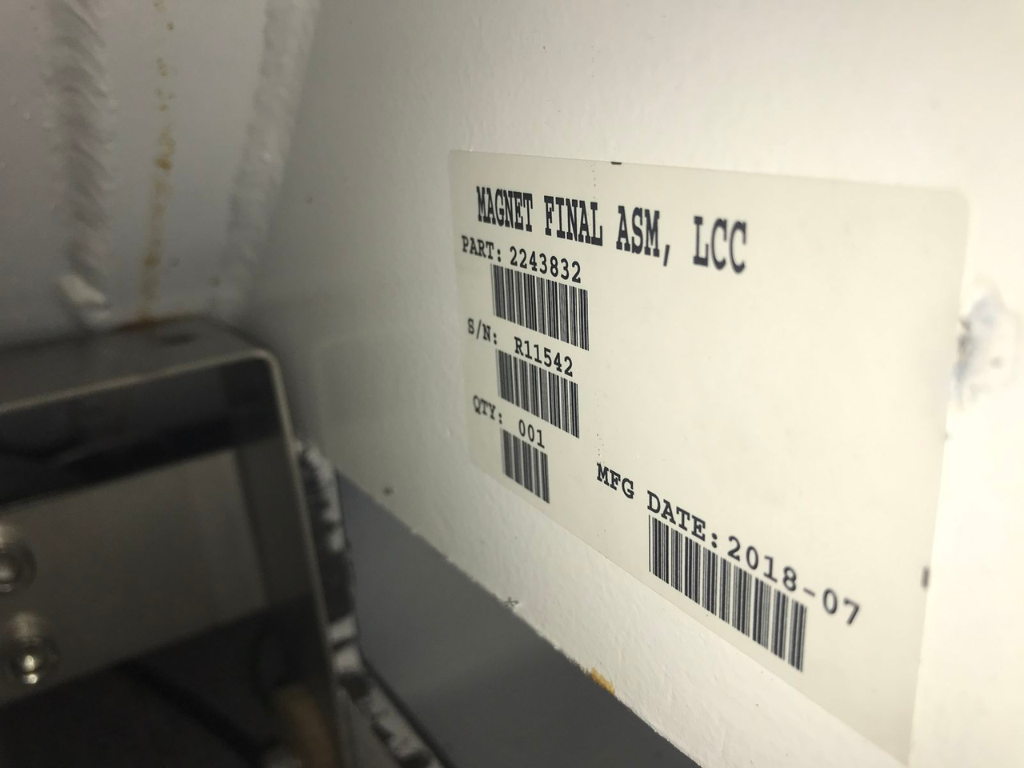 MAGNET FINAL ASM, LCC
PART: 2243832
S/N: R11542
QTY: 001
MFG DATE: 2018-07